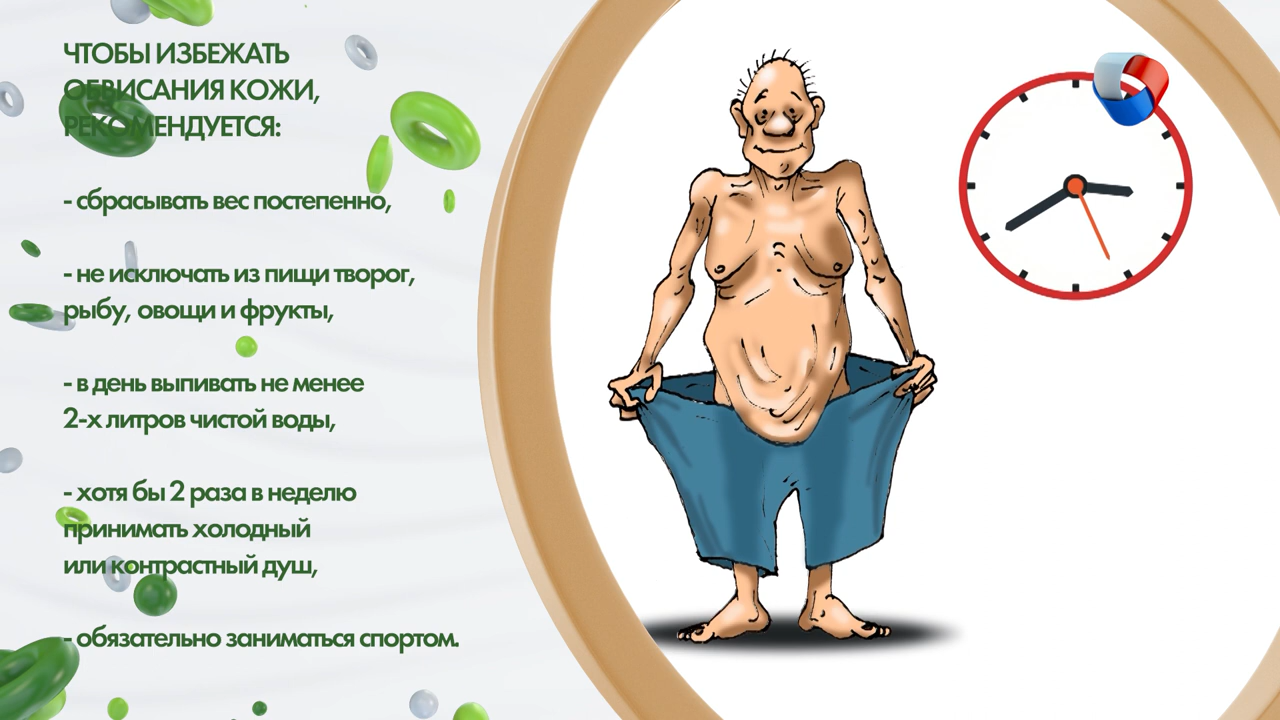 ЧТОБЫ ИЗБЕЖАТЬ
ОБВИСАНИЯ КОЖИ,
РЕКОМЕНДУЕТСЯ:
- сбрасывать вес постепенно,
- не исключать из пищи творог,
рыбу, овощи и фрукты,
- в день выпивать не менее
2-х литров чистой воды,
- хотя бы 2 раза в неделю
принимать холодный
или контрастный душ,
- обязательно заниматься спортом.